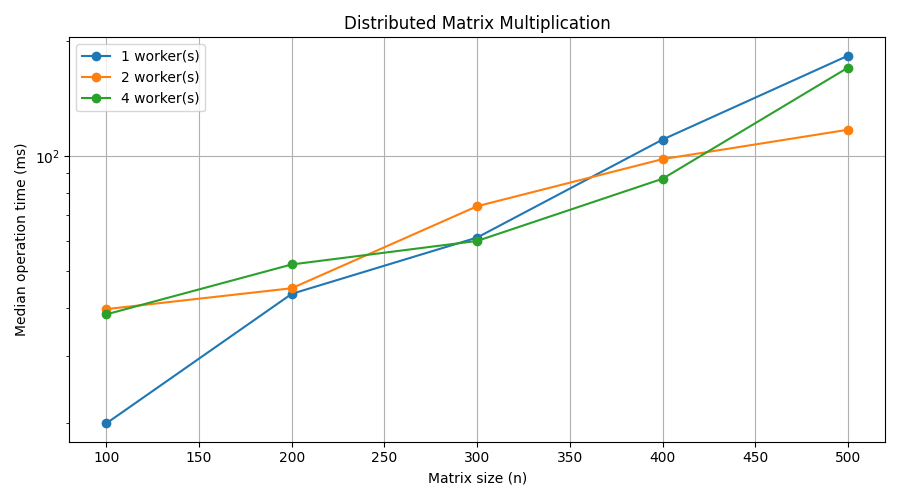 Distributed Matrix Multiplication
1 worker(s)
2 worker(s)
4 worker(s)
Median operation time (ms)
10²
100 150 200 250 300 350 400 450 500
Matrix size (n)